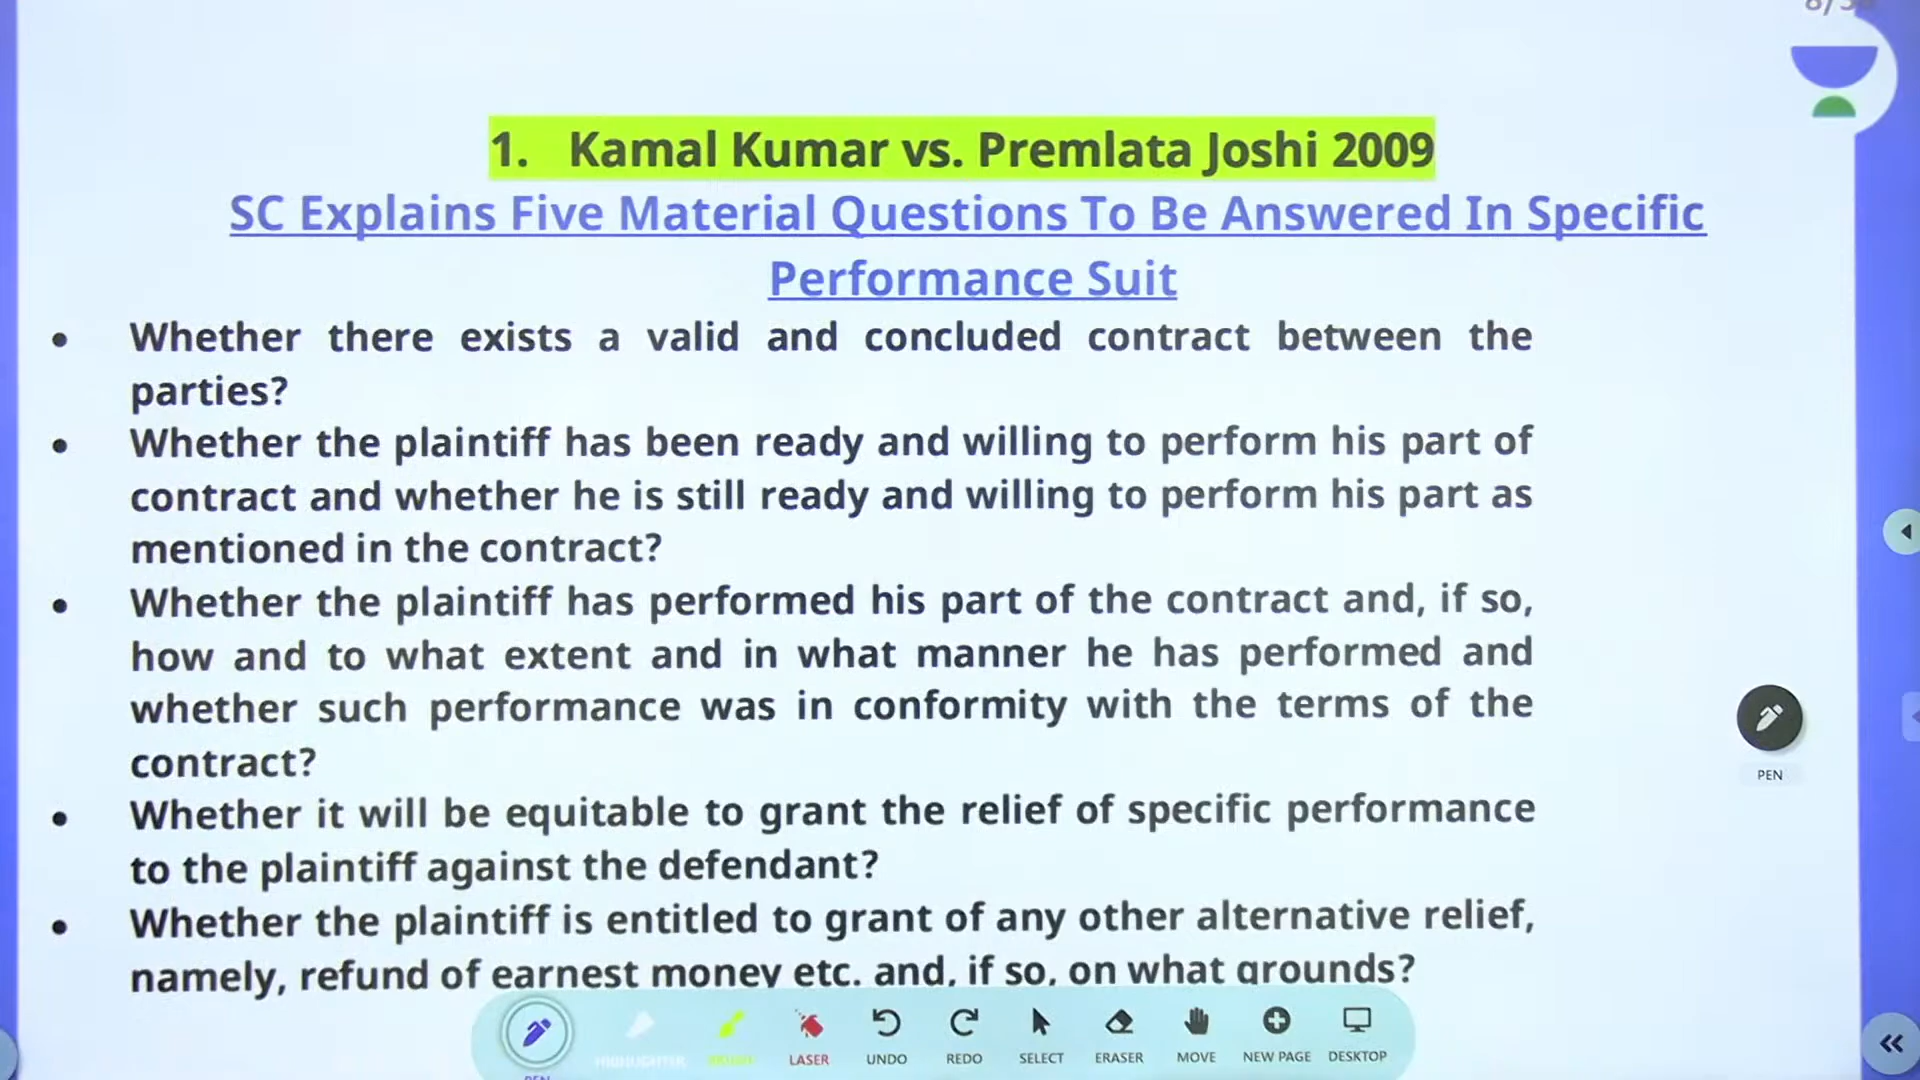 1. Kamal Kumar vs. Premlata Joshi 2009
SC Explains Five Material Questions To Be Answered In Specific
Performance Suit
• Whether there exists a valid and concluded contract between the
parties?
• Whether the plaintiff has been ready and willing to perform his part of
contract and whether he is still ready and willing to perform his part as
mentioned in the contract?
• Whether the plaintiff has performed his part of the contract and, if so,
how and to what extent and in what manner he has performed and
whether such performance was in conformity with the terms of the
contract?
• Whether it will be equitable to grant the relief of specific performance
to the plaintiff against the defendant?
• Whether the plaintiff is entitled to grant of any other alternative relief,
namely, refund of earnest money etc. and, if so, on what grounds?
PEN
HIGHLIGHTER LASER UNDO REDO SELECT ERASER MOVE NEW PAGE DESKTOP
PEN